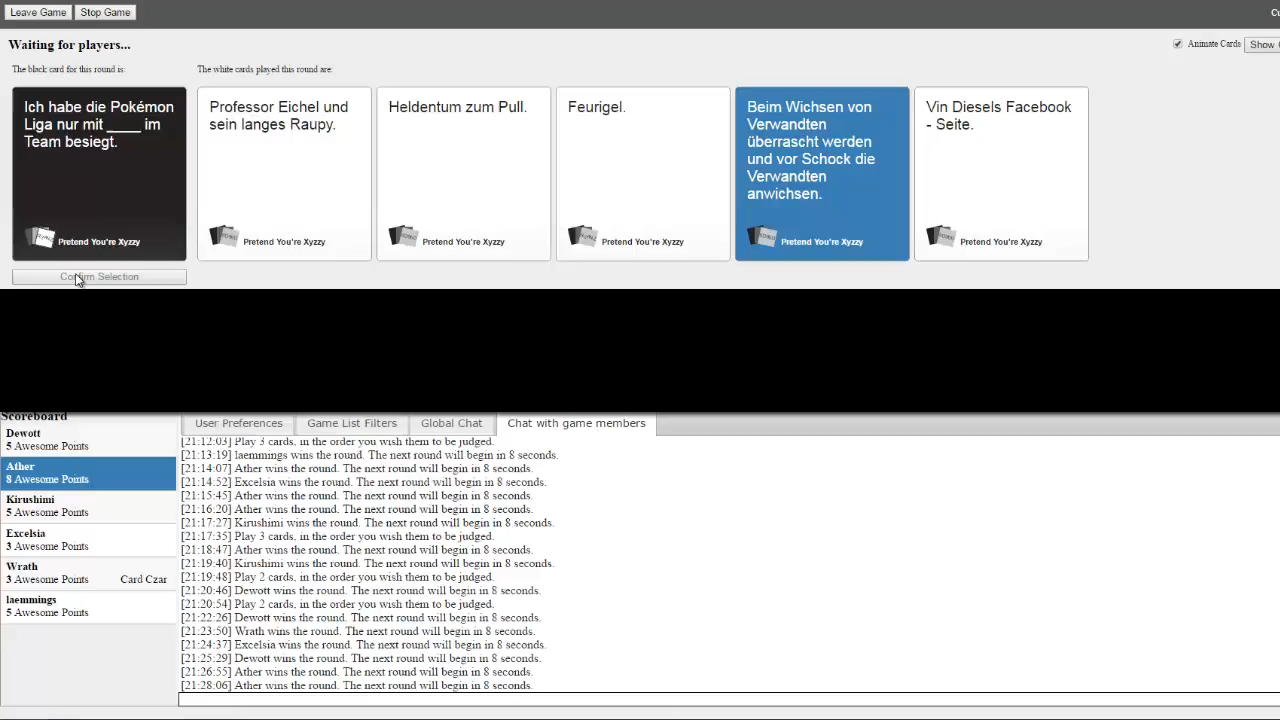 Leave Game
Stop Game
Cu
Waiting for players...
Animate Cards
Show
The black card for this round is:
The white cards played this round are:
Ich habe die Pokémon
Liga nur mit ____ im
Team besiegt.
Pretend You're Xyzzy
Professor Eichel und
sein langes Raupy.
Pretend You're Xyzzy
Heldentum zum Pull.
Pretend You're Xyzzy
Feurigel.
Pretend You're Xyzzy
Beim Wichsen von
Verwandten
überrascht werden
und vor Schock die
Verwandten
anwichsen.
Pretend You're Xyzzy
Vin Diesels Facebook
- Seite.
Pretend You're Xyzzy
Confirm Selection
Scoreboard
Dewott
5 Awesome Points
Ather
8 Awesome Points
Kirushimi
5 Awesome Points
Excelsia
3 Awesome Points
Wrath
3 Awesome Points Card Czar
laemmings
5 Awesome Points
User Preferences
Game List Filters
Global Chat
Chat with game members
[21:12:03] Play 3 cards, in the order you wish them to be judged.
[21:13:19] laemmings wins the round. The next round will begin in 8 seconds.
[21:14:07] Ather wins the round. The next round will begin in 8 seconds.
[21:14:52] Excelsia wins the round. The next round will begin in 8 seconds.
[21:15:45] Ather wins the round. The next round will begin in 8 seconds.
[21:16:20] Ather wins the round. The next round will begin in 8 seconds.
[21:17:27] Kirushimi wins the round. The next round will begin in 8 seconds.
[21:17:35] Play 3 cards, in the order you wish them to be judged.
[21:18:47] Ather wins the round. The next round will begin in 8 seconds.
[21:19:40] Kirushimi wins the round. The next round will begin in 8 seconds.
[21:19:48] Play 2 cards, in the order you wish them to be judged.
[21:20:46] Dewott wins the round. The next round will begin in 8 seconds.
[21:20:54] Play 2 cards, in the order you wish them to be judged.
[21:22:26] Dewott wins the round. The next round will begin in 8 seconds.
[21:23:50] Wrath wins the round. The next round will begin in 8 seconds.
[21:24:37] Excelsia wins the round. The next round will begin in 8 seconds.
[21:25:29] Dewott wins the round. The next round will begin in 8 seconds.
[21:26:55] Ather wins the round. The next round will begin in 8 seconds.
[21:28:06] Ather wins the round. The next round will begin in 8 seconds.